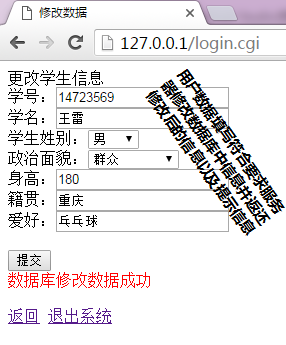 修改数据
127.0.0.1/login.cgi
更改学生信息
学号：14723569
学名：王雷
学生性别：男
政治面貌：群众
身高：180
籍贯：重庆
爱好：乓乓球
提交
数据库修改数据成功
返回 退出系统
用户数据填写符合要求服务
器修改数据库中信息并返还
修改后的信息以及提示信息